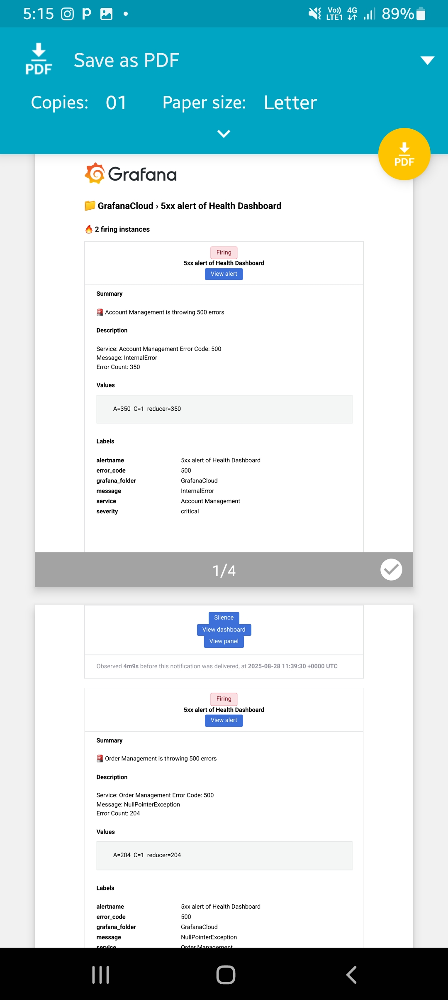 5:15
Vo)) LTE1 4G 89%
PDF Save as PDF
Copies: 01 Paper size: Letter
PDF
Grafana
GrafanaCloud › 5xx alert of Health Dashboard
2 firing instances
Firing
5xx alert of Health Dashboard
View alert
Summary
Account Management is throwing 500 errors
Description
Service: Account Management Error Code: 500
Message: InternalError
Error Count: 350
Values
A=350 C=1 reducer=350
Labels
alertname 5xx alert of Health Dashboard
error_code 500
grafana_folder GrafanaCloud
message InternalError
service Account Management
severity critical
1/4
Silence
View dashboard
View panel
Observed 4m9s before this notification was delivered, at 2025-08-28 11:39:30 +0000 UTC
Firing
5xx alert of Health Dashboard
View alert
Summary
Order Management is throwing 500 errors
Description
Service: Order Management Error Code: 500
Message: NullPointerException
Error Count: 204
Values
A=204 C=1 reducer=204
Labels
alertname 5xx alert of Health Dashboard
error_code 500
grafana_folder GrafanaCloud
message NullPointerException
service Order Management